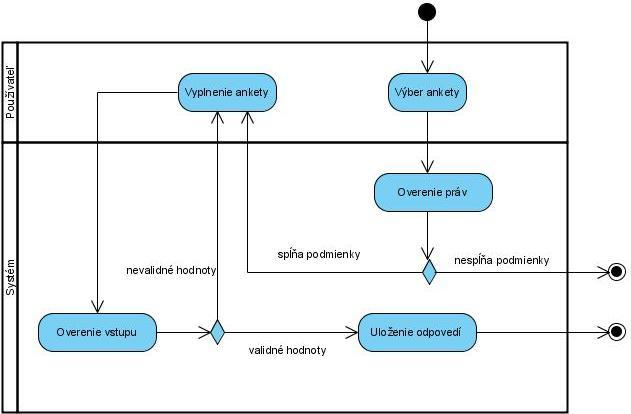 Používateľ
Vyplnenie ankety
Výber ankety
Systém
Overenie práv
spĺňa podmienky
nespĺňa podmienky
nevalidné hodnoty
Overenie vstupu
validné hodnoty
Uloženie odpovedí